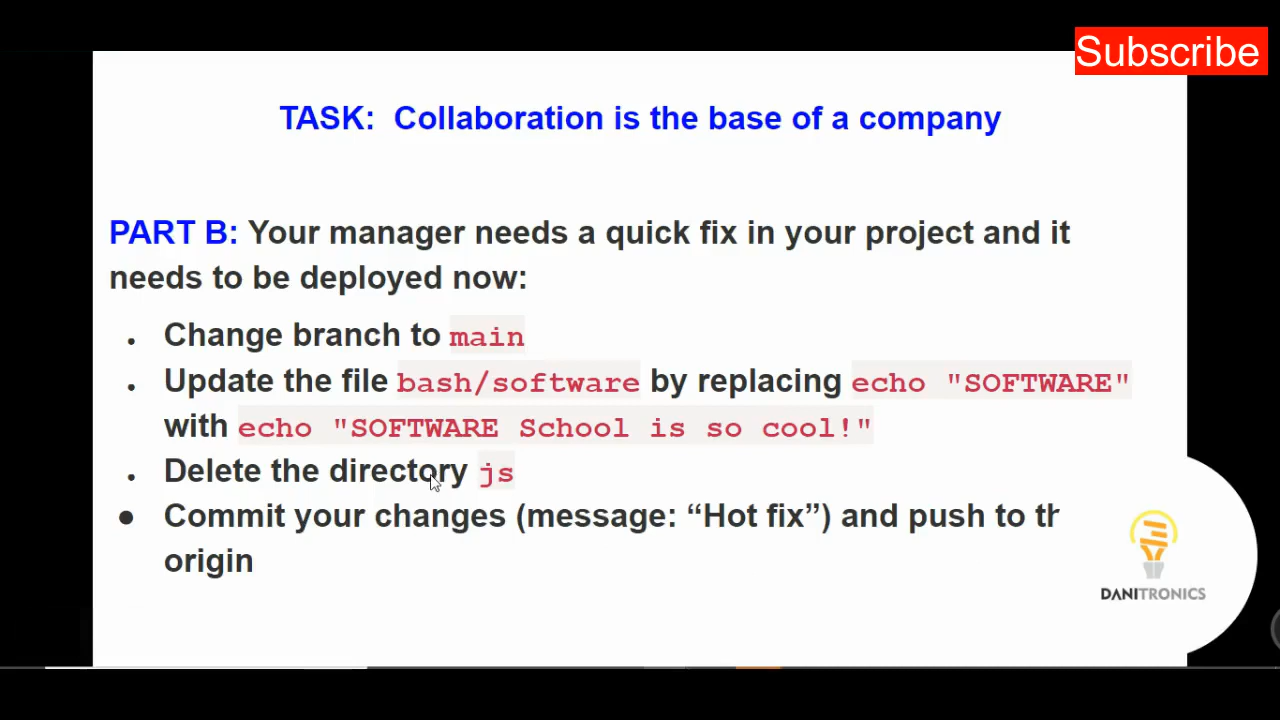 Subscribe
TASK: Collaboration is the base of a company
PART B: Your manager needs a quick fix in your project and it
needs to be deployed now:
. Change branch to main
. Update the file bash/software by replacing echo "SOFTWARE"
with echo "SOFTWARE School is so cool!"
. Delete the directory js
● Commit your changes (message: “Hot fix”) and push to
origin
DANITRONICS